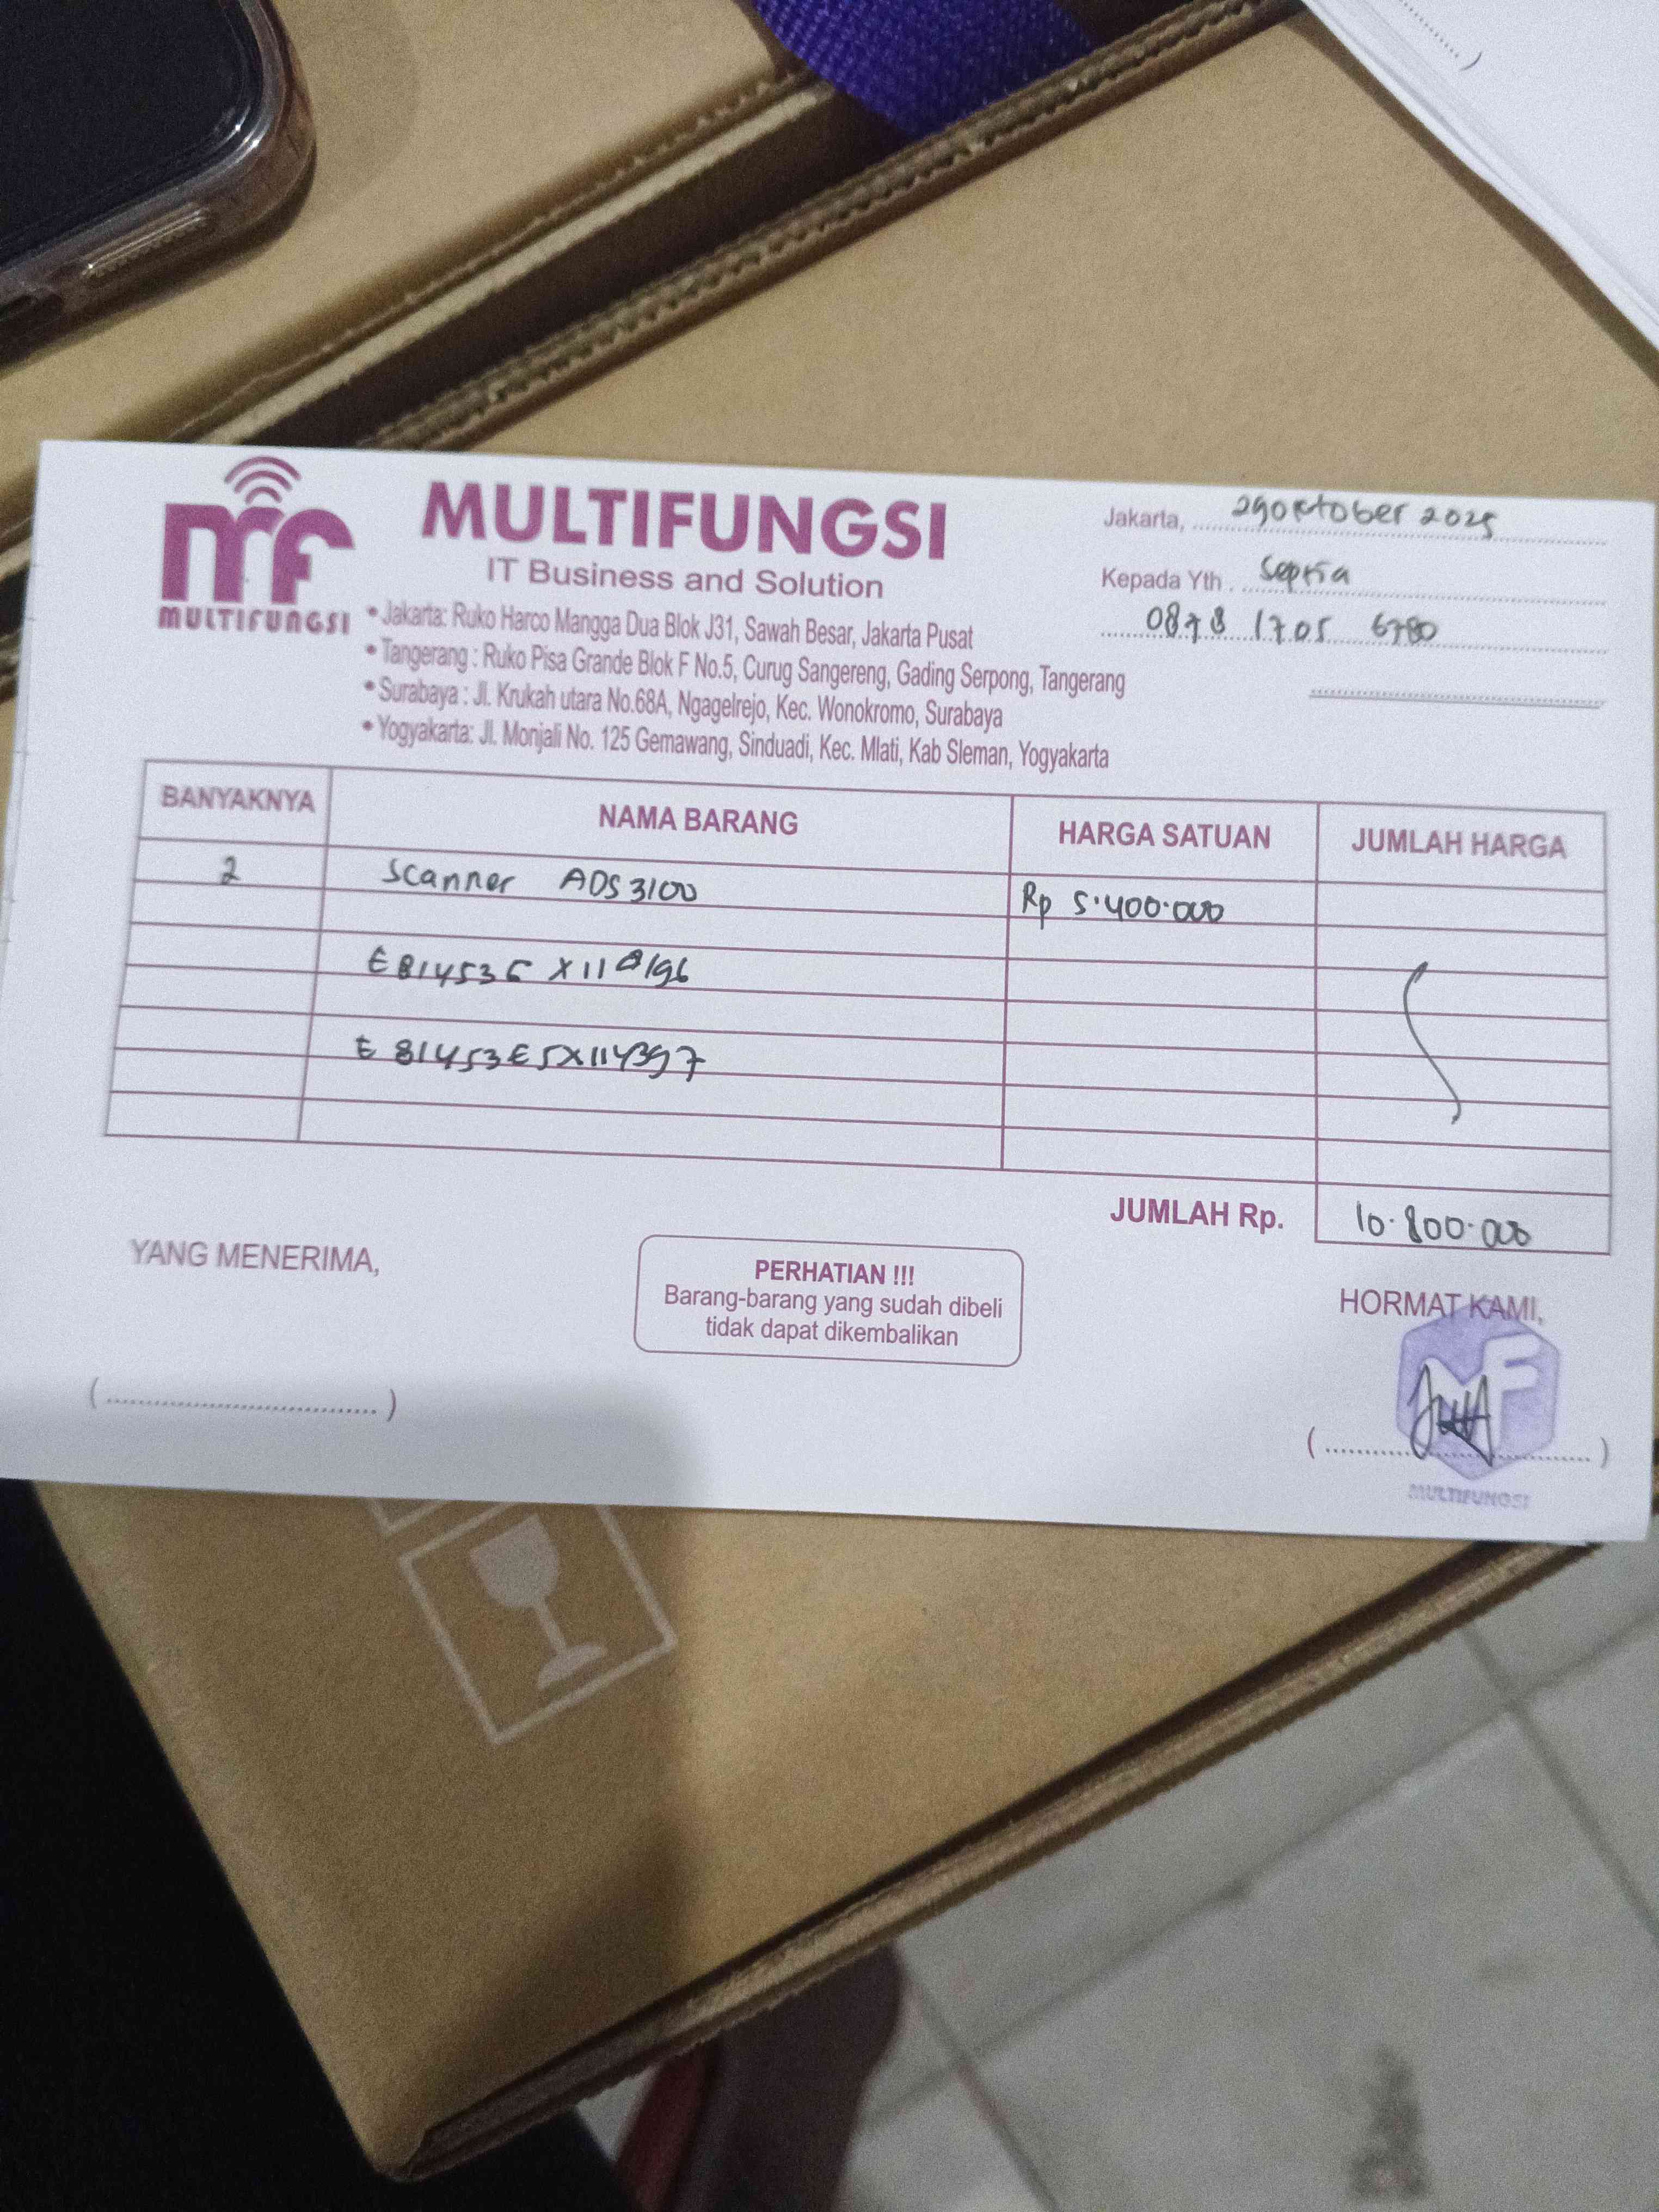 mf
MULTIFUNGSI
MULTIFUNGSI
IT Business and Solution
• Jakarta: Ruko Harco Mangga Dua Blok J31, Sawah Besar, Jakarta Pusat
• Tangerang : Ruko Pisa Grande Blok F No.5, Curug Sangereng, Gading Serpong, Tangerang
• Surabaya : Jl. Krukah utara No.68A, Ngagelrejo, Kec. Wonokromo, Surabaya
• Yogyakarta: Jl. Monjali No. 125 Gemawang, Sinduadi, Kec. Mlati, Kab Sleman, Yogyakarta
Jakarta, 29 oktober 2025
Kepada Yth . Septia
0878 1705 6780
BANYAKNYA NAMA BARANG HARGA SATUAN JUMLAH HARGA
2 Scanner ADS 3100 Rp 5.400.000
E 81453E5X114397
JUMLAH Rp. 10.800.000
YANG MENERIMA,
PERHATIAN !!!
Barang-barang yang sudah dibeli
tidak dapat dikembalikan
HORMAT KAMI,
MF
MULTIFUNGSI